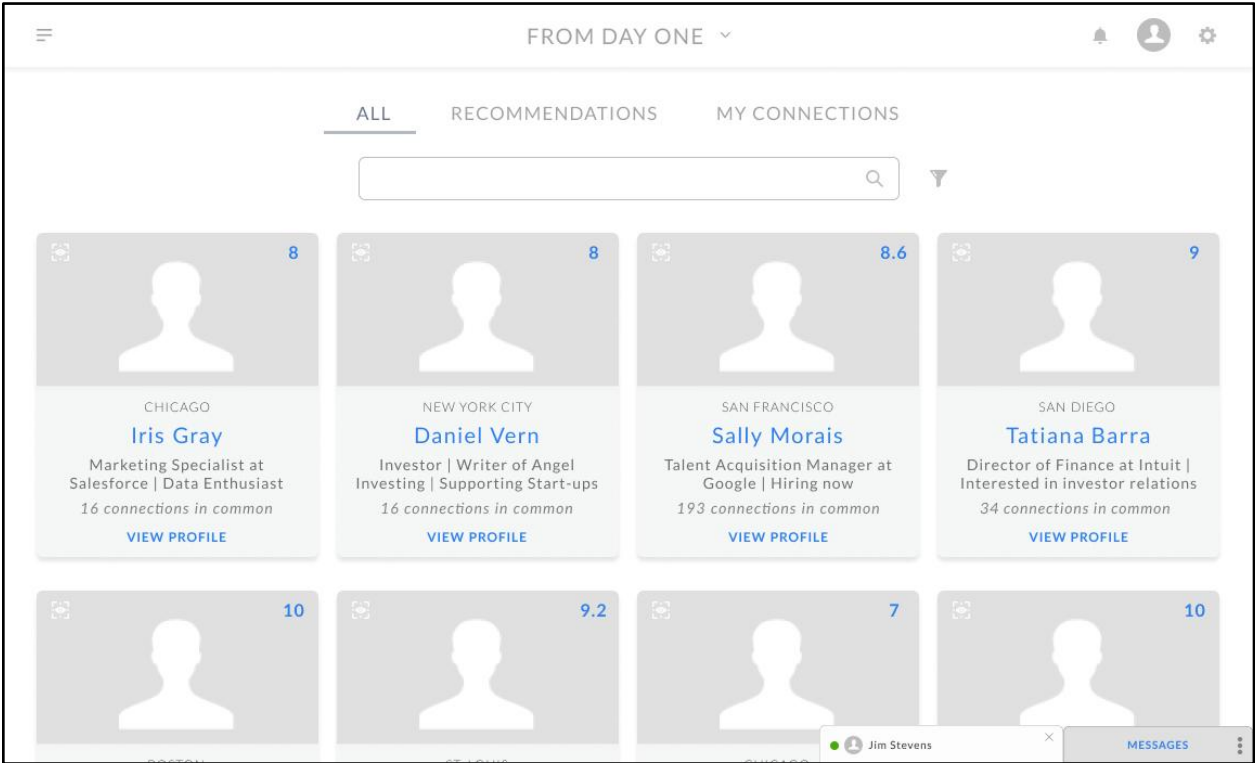 FROM DAY ONE
ALL RECOMMENDATIONS MY CONNECTIONS
8
8
8.6
9
CHICAGO
Iris Gray
Marketing Specialist at
Salesforce | Data Enthusiast
16 connections in common
VIEW PROFILE
NEW YORK CITY
Daniel Vern
Investor | Writer of Angel
Investing | Supporting Start-ups
16 connections in common
VIEW PROFILE
SAN FRANCISCO
Sally Morais
Talent Acquisition Manager at
Google | Hiring now
193 connections in common
VIEW PROFILE
SAN DIEGO
Tatiana Barra
Director of Finance at Intuit |
Interested in investor relations
34 connections in common
VIEW PROFILE
10
9.2
7
10
BOSTON
ST. LOUIS
CHICAGO
Jim Stevens
MESSAGES